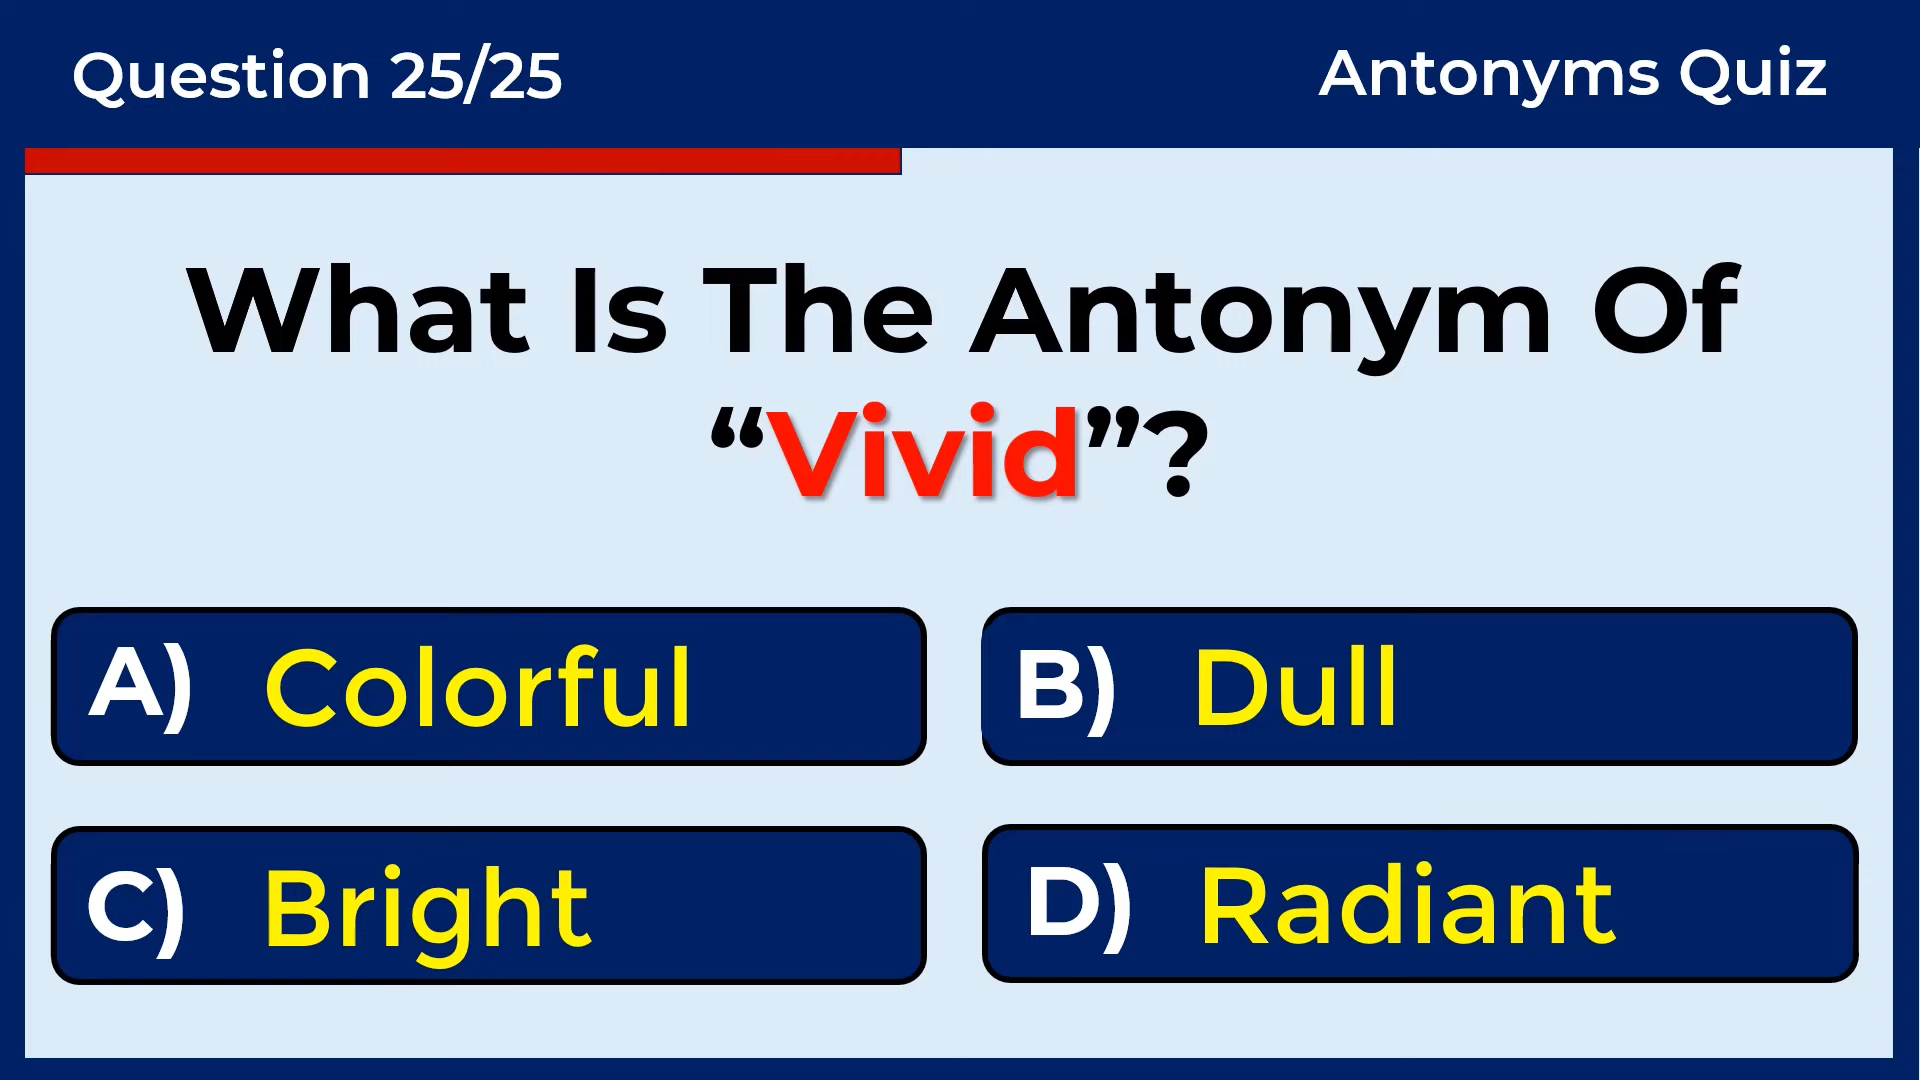 Question 25/25
Antonyms Quiz
What Is The Antonym Of
“Vivid”?
A) Colorful
B) Dull
C) Bright
D) Radiant